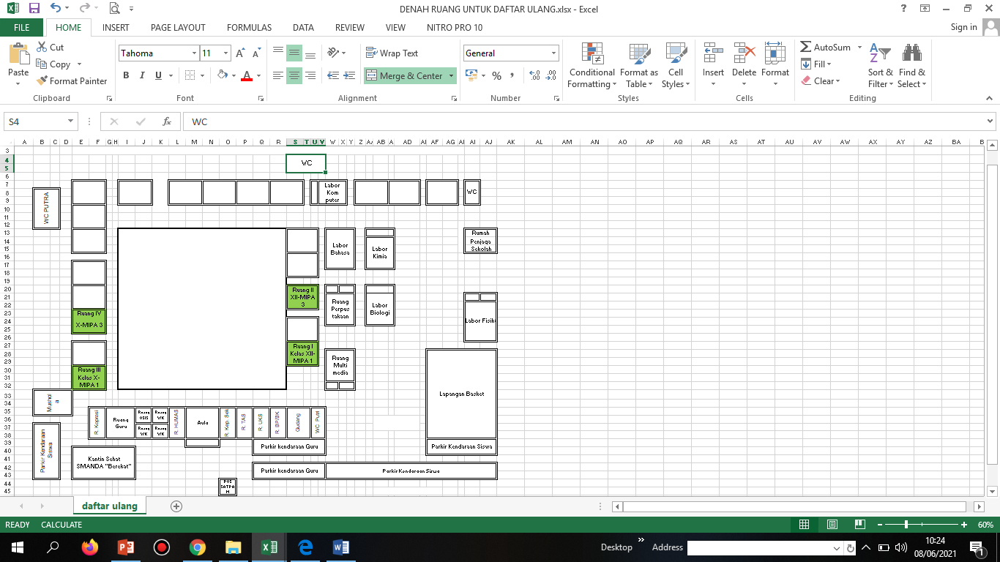 DENAH RUANG UNTUK DAFTAR ULANG.xlsx - Excel
FILE HOME INSERT PAGE LAYOUT FORMULAS DATA REVIEW VIEW NITRO PRO 10 Sign in
Paste
Cut
Copy
Format Painter
Clipboard
Tahoma 11
B I U
Font
Wrap Text
Merge & Center
Alignment
General
%
Number
Conditional Formatting
Format as Table
Cell Styles
Styles
Insert
Delete
Format
Cells
AutoSum
Fill
Clear
Sort & Filter
Find & Select
Editing
S4
fx
WC
A B C D E F G H I J K L M N O P Q R S T U V W X Y Z AA AB A AD AE AF AG AH AI AJ AK AL AM AN AO AP AQ AR AS AT AU AV AW AX AY AZ BA B
3
4
5
6
7
8
9
10
11
12
13
14
15
16
17
18
19
20
21
22
23
24
25
26
27
28
29
30
31
32
33
34
35
36
37
38
39
40
41
42
43
44
45
WC
WC PUTRA
Labor
Kom
puter
WC
Labor
Bahasa
Labor
Kimia
Rumah
Penjaga
Sekolah
Ruang II
XII-MIPA
3
Ruang
Perpus
takaan
Labor
Biologi
Labor Fisik
Ruang IV
X-MIPA 3
Ruang I
Kelas XII-
MIPA 1
Ruang
Multi
media
Ruang III
Kelas X-
MIPA 1
Lapangan Basket
Mushol
a
R. Kopresi
Ruang
Guru
Ruang
OSIS
Ruang
WK
Ruang
WK
Ruang
WK
R. HUMAS
Aula
R. Kep. Sek
R. TAS
R. UKS
R. BP/BK
Gudang
WC Putri
Parkir Kendaraan
Siswa
Parkir kendaraan Guru
Parkir Kendaraan Siswa
Kantin Sehat
SMANDA "Berekat"
Parkir kendaraan Guru
Parkir Kendaraan Siswa
POS
SATPA
M
daftar ulang
READY CALCULATE
60%
Desktop
Address
10:24
08/06/2021
1